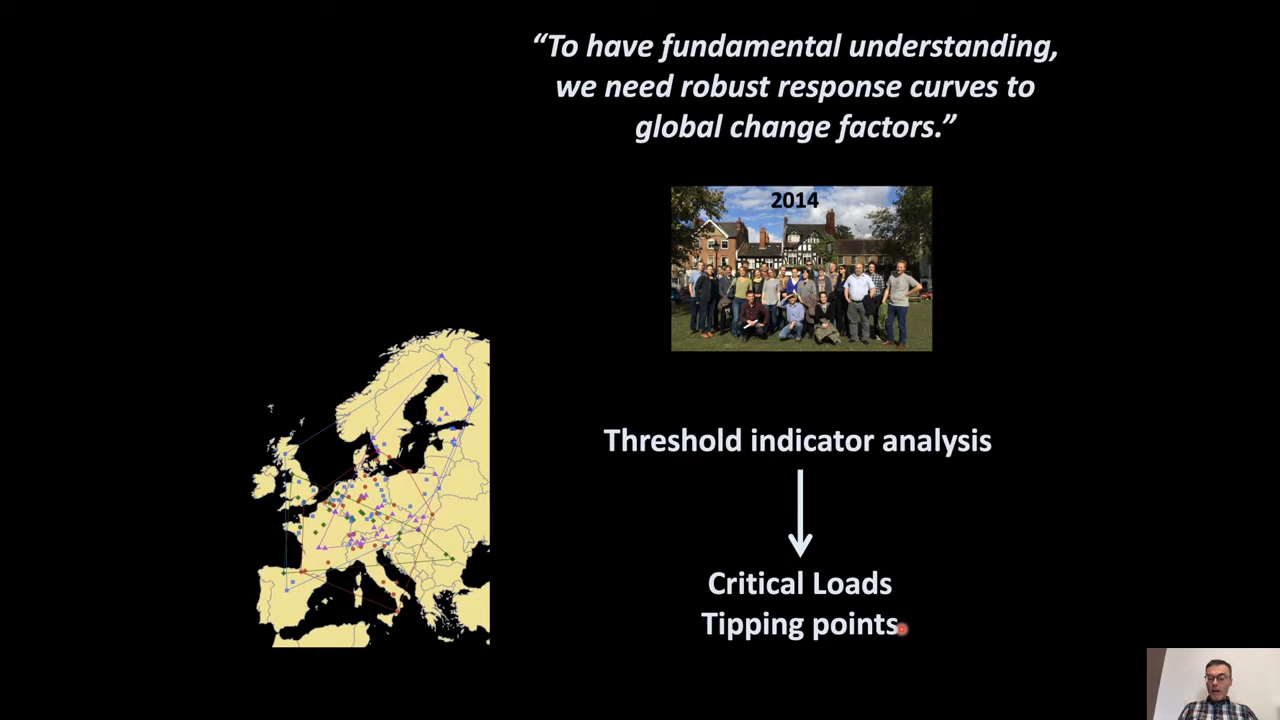 “To have fundamental understanding,
we need robust response curves to
global change factors.”
2014
Threshold indicator analysis
Critical Loads
Tipping points